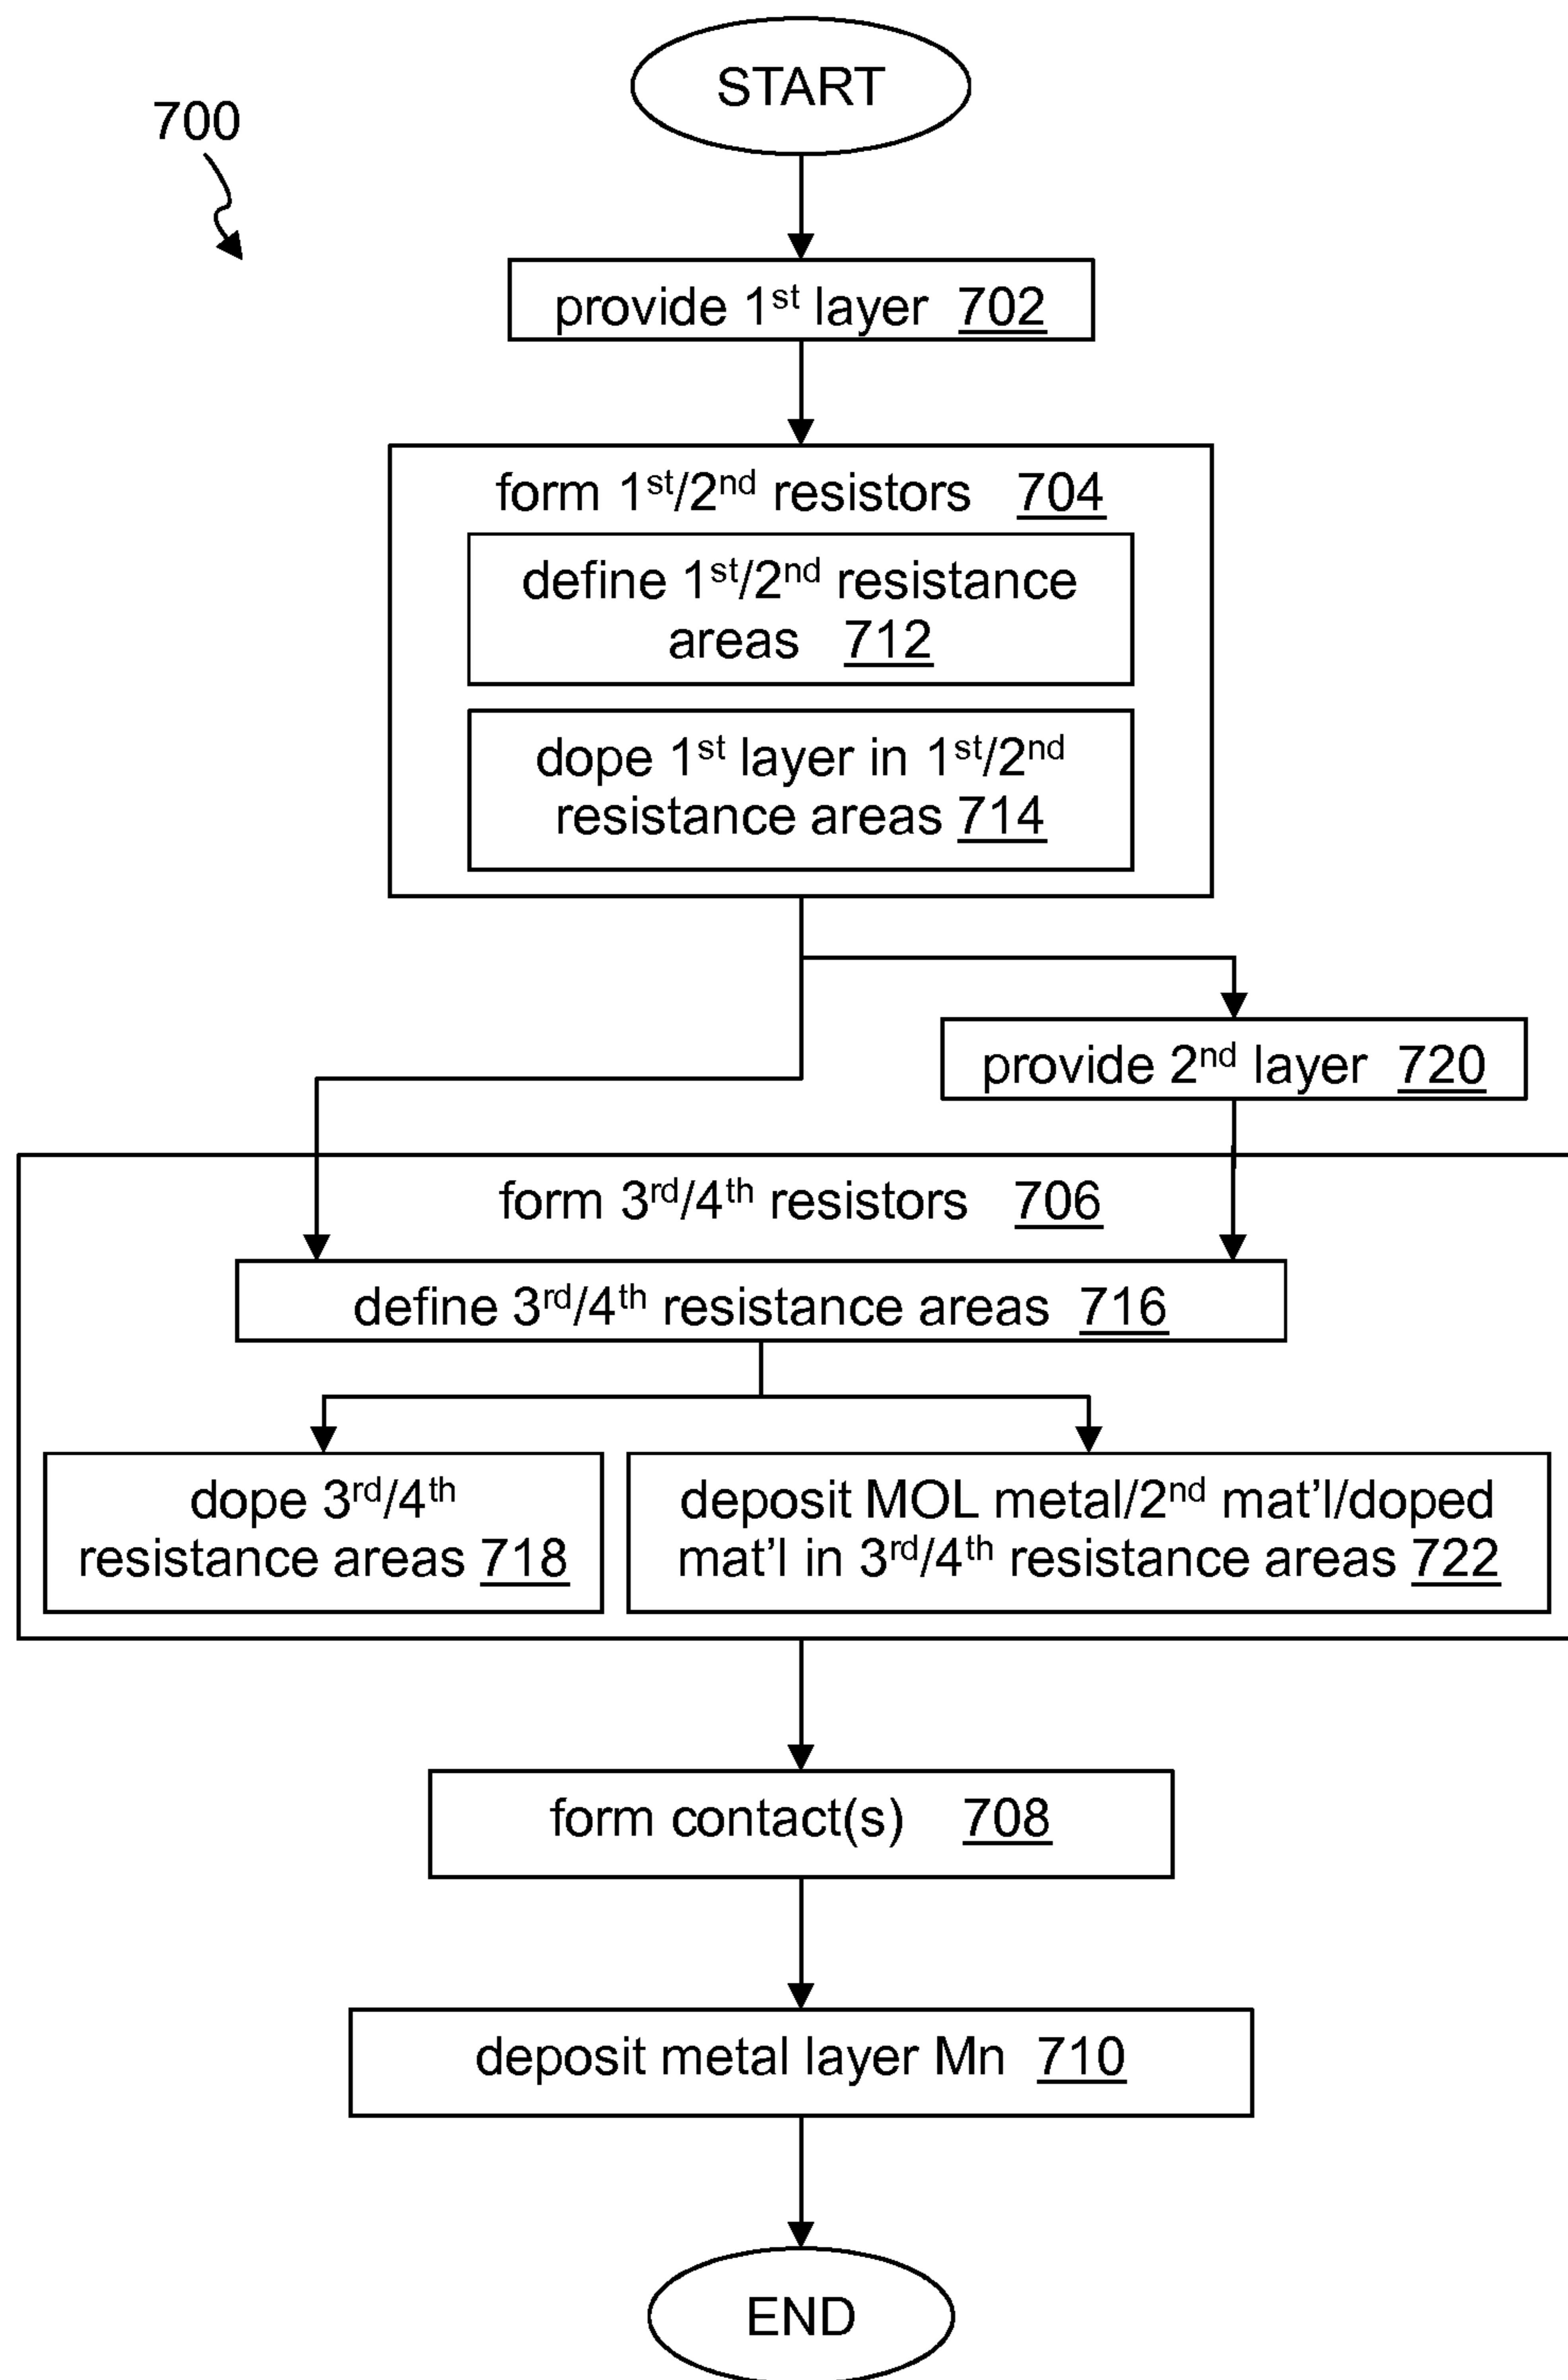 START
700
provide 1st layer 702
form 1st/2nd resistors 704
define 1st/2nd resistance
areas 712
dope 1st layer in 1st/2nd
resistance areas 714
provide 2nd layer 720
form 3rd/4th resistors 706
define 3rd/4th resistance areas 716
dope 3rd/4th
resistance areas 718
deposit MOL metal/2nd mat'l/doped
mat'l in 3rd/4th resistance areas 722
form contact(s) 708
deposit metal layer Mn 710
END